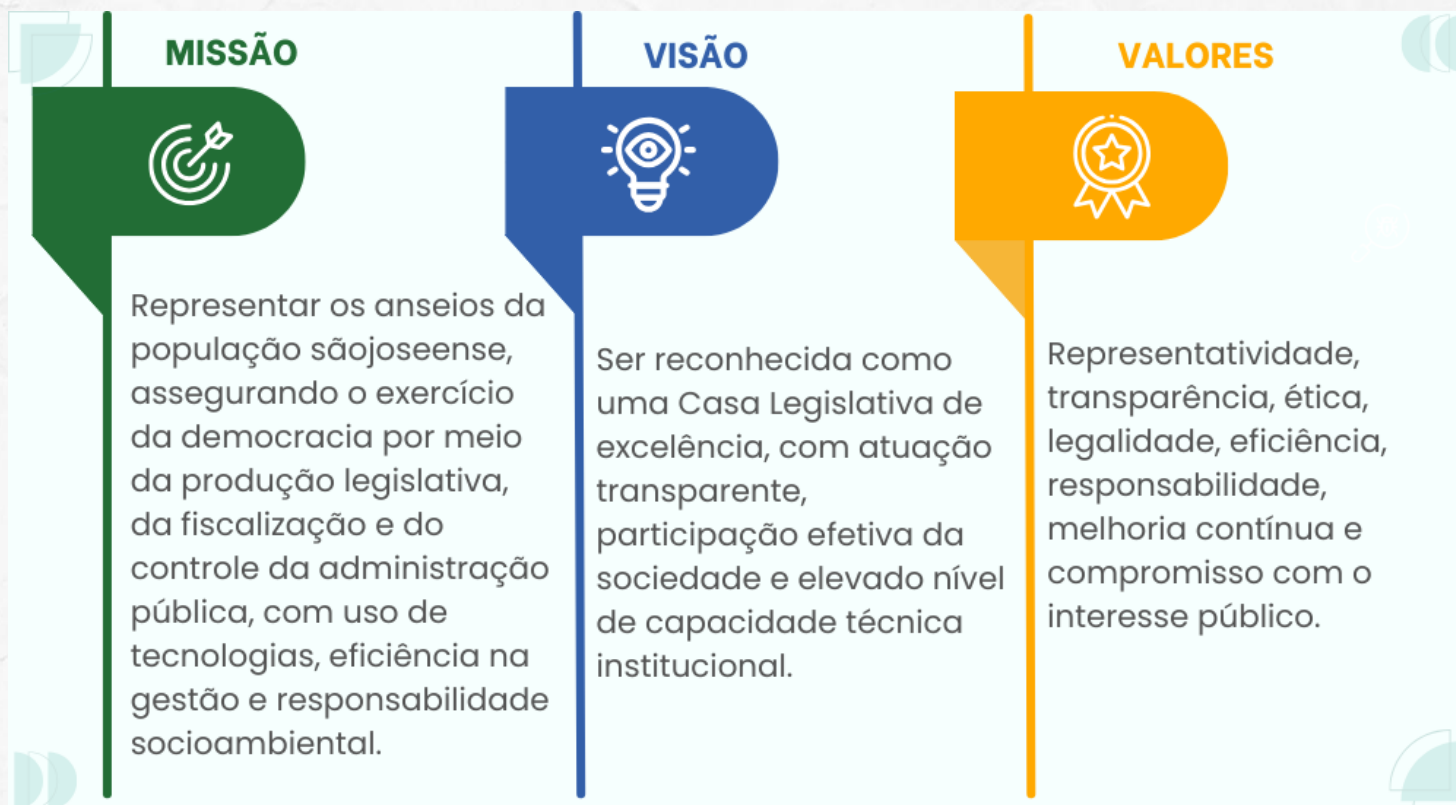 MISSÃO
Representar os anseios da
população sãojoseense,
assegurando o exercício
da democracia por meio
da produção legislativa,
da fiscalização e do
controle da administração
pública, com uso de
tecnologias, eficiência na
gestão e responsabilidade
socioambiental.
VISÃO
Ser reconhecida como
uma Casa Legislativa de
excelência, com atuação
transparente,
participação efetiva da
sociedade e elevado nível
de capacidade técnica
institucional.
VALORES
Representatividade,
transparência, ética,
legalidade, eficiência,
responsabilidade,
melhoria contínua e
compromisso com o
interesse público.